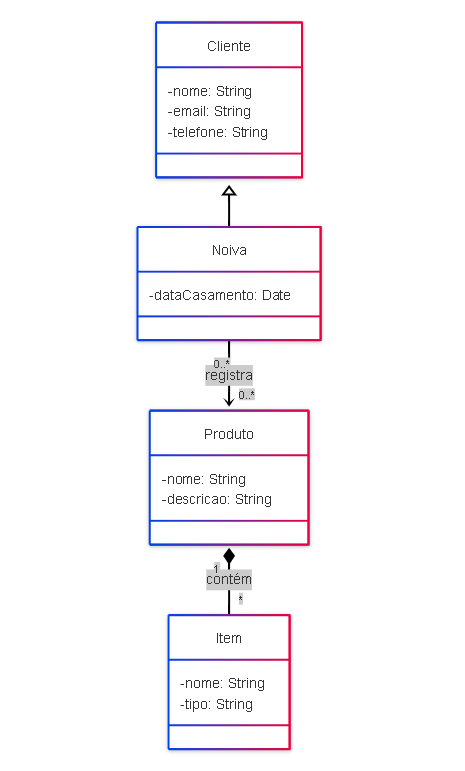 Cliente
-nome: String
-email: String
-telefone: String
Noiva
-dataCasamento: Date
0..*
registra
0..*
Produto
-nome: String
-descricao: String
1
contém
*
Item
-nome: String
-tipo: String